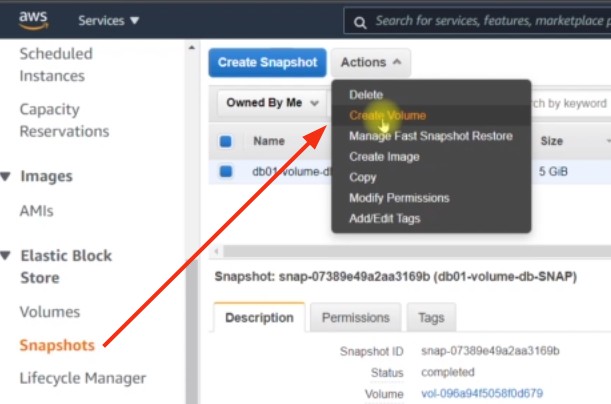 aws
Services
Search for services, features, marketplace p
Scheduled
Instances
Capacity
Reservations
Images
AMIs
Elastic Block
Store
Volumes
Snapshots
Lifecycle Manager
Create Snapshot
Actions
Owned By Me
ch by keyword
Delete
Create Volume
Manage Fast Snapshot Restore
Create Image
Copy
Modify Permissions
Add/Edit Tags
Name
Size
db01-volume-d
5 GiB
Snapshot: snap-07389e49a2aa3169b (db01-volume-db-SNAP)
Description
Permissions
Tags
Snapshot ID snap-07389e49a2aa3169b
Status completed
Volume vol-096a94f5058f0d679